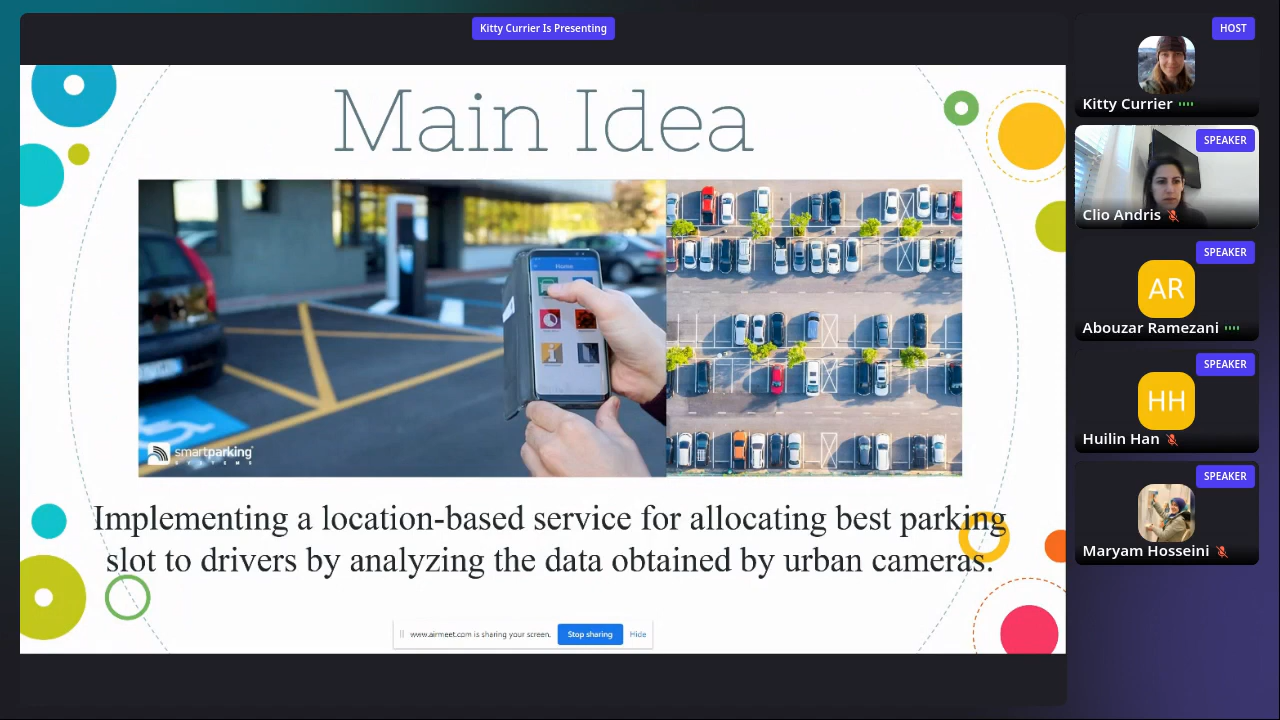 Kitty Currier Is Presenting
Main Idea
Home
smartparking
SYSTEMS
Implementing a location-based service for allocating best parking
slot to drivers by analyzing the data obtained by urban cameras.
www.airmeet.com is sharing your screen.
Stop sharing
Hide
HOST
Kitty Currier
SPEAKER
Clio Andris
SPEAKER
AR
Abouzar Ramezani
SPEAKER
HH
Huilin Han
SPEAKER
Maryam Hosseini